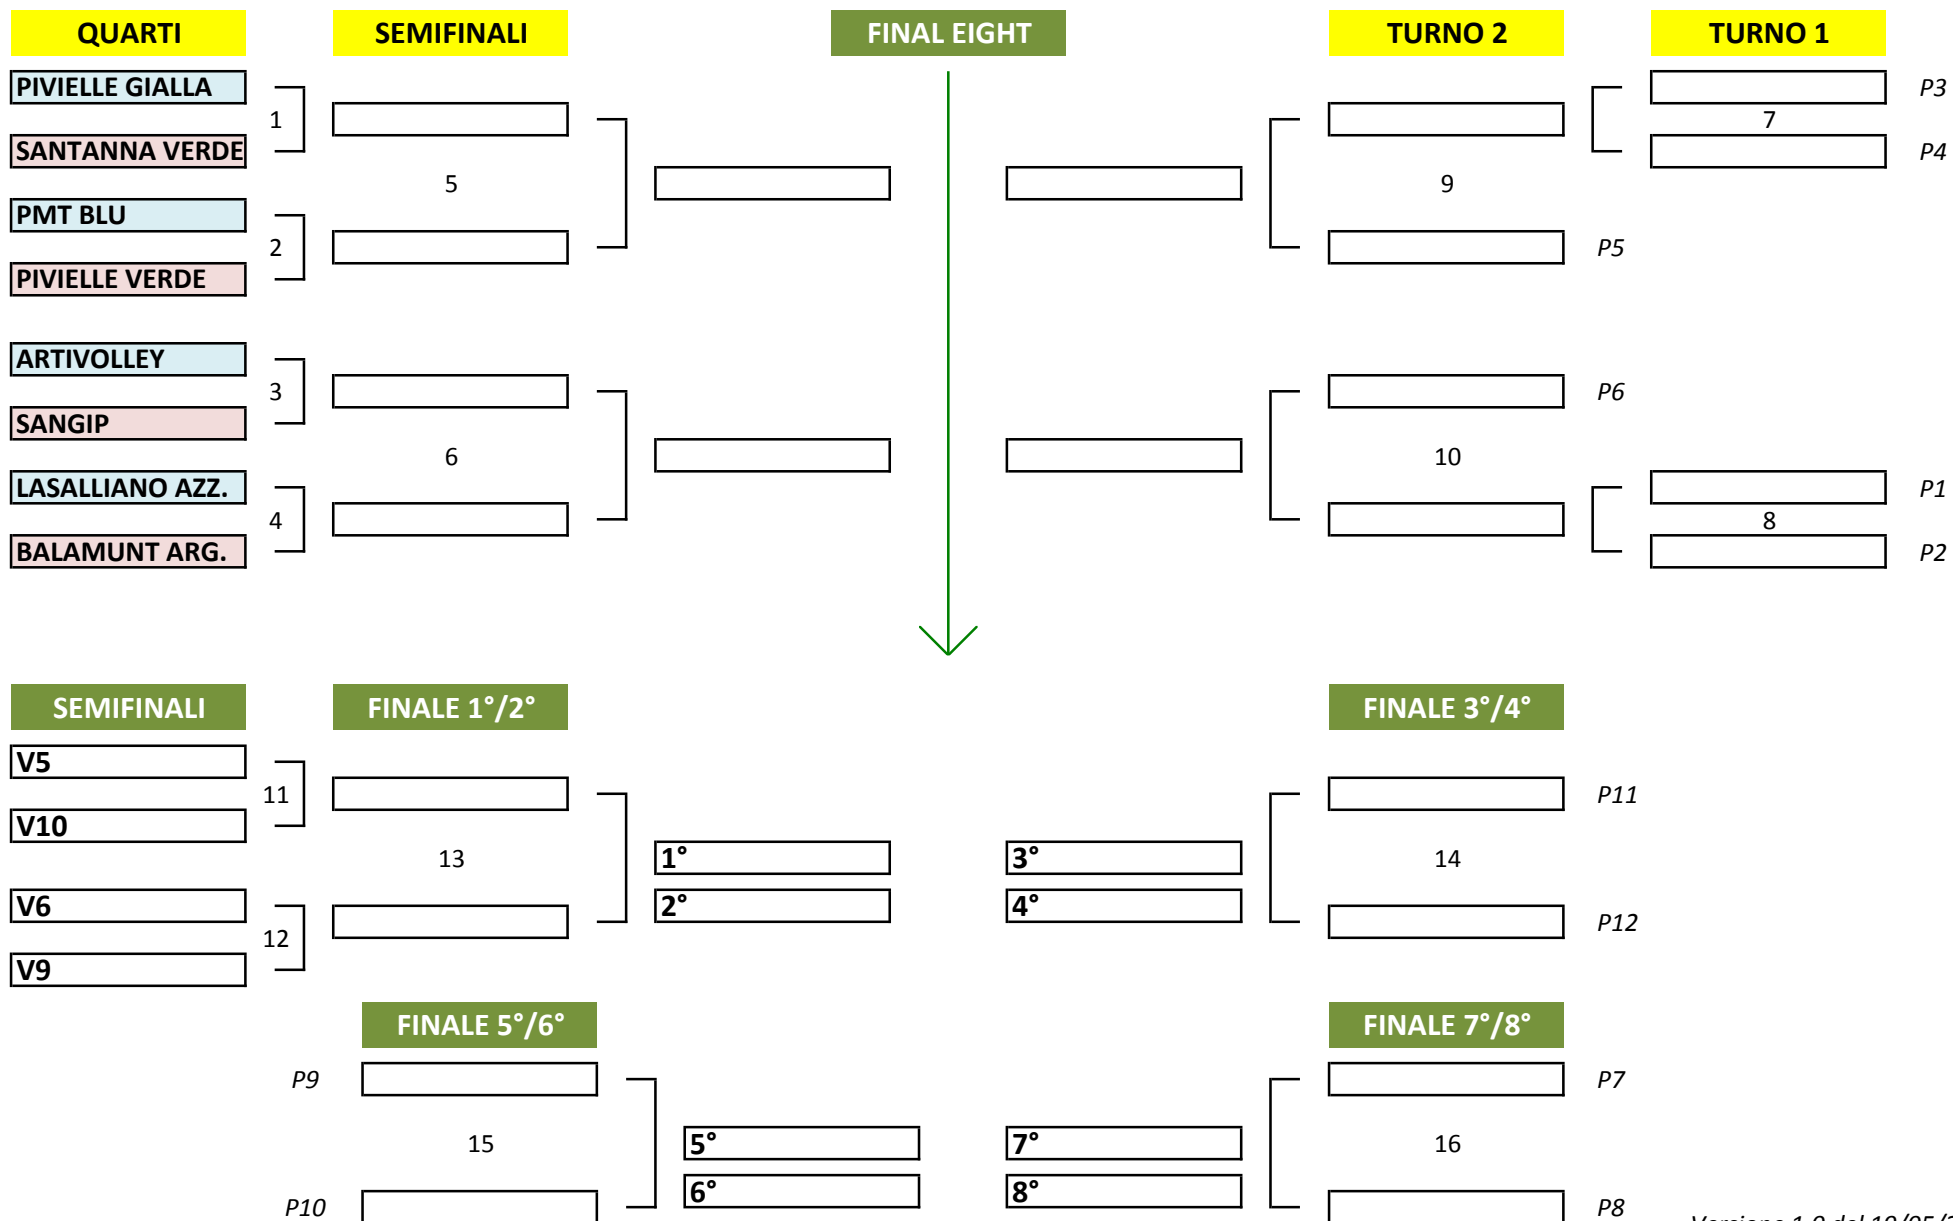 QUARTI SEMIFINALI FINAL EIGHT TURNO 2 TURNO 1
PIVIELLE GIALLA P3
1 7
SANTANNA VERDE P4
5 9
PMT BLU
2 P5
PIVIELLE VERDE
ARTIVOLLEY
3 P6
SANGIP
6 10
LASALLIANO AZZ. P1
4 8
BALAMUNT ARG. P2
SEMIFINALI FINALE 1°/2° FINALE 3°/4°
V5
11 P11
V10
13 1° 3° 14
V6 2° 4°
12 P12
V9
FINALE 5°/6° FINALE 7°/8°
P9 P7
15 5° 7° 16
6° 8°
P10 P8